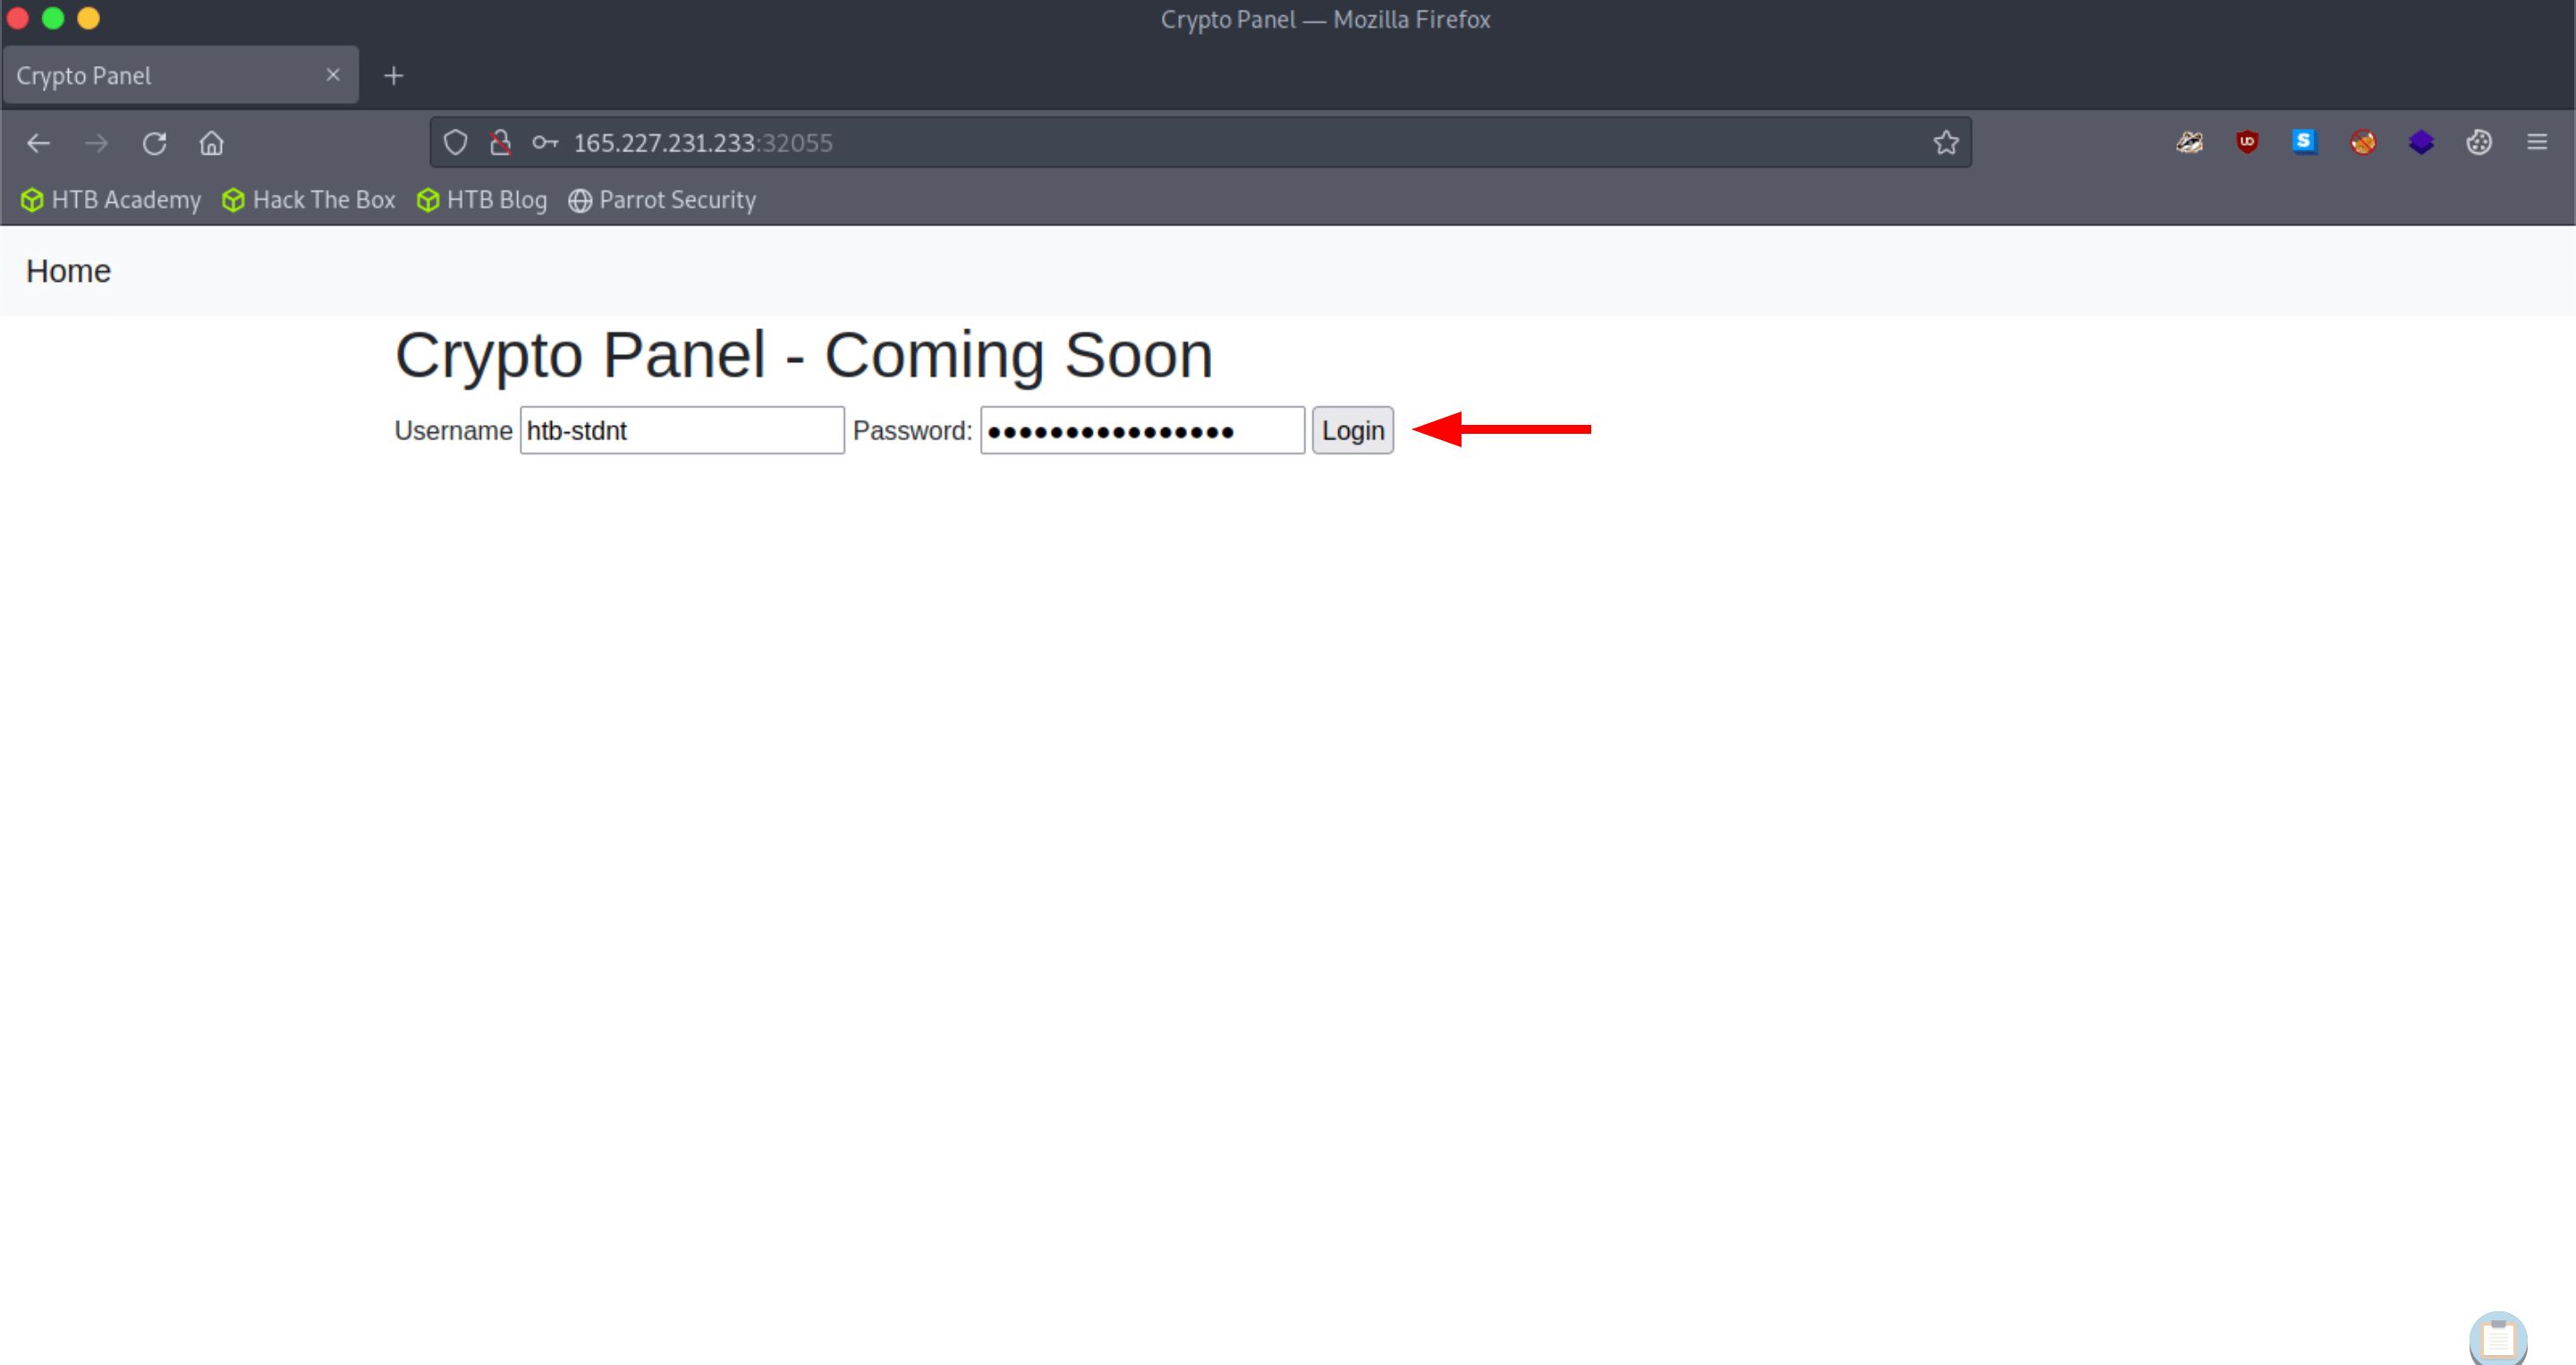 Crypto Panel — Mozilla Firefox
Crypto Panel
165.227.231.233:32055
HTB Academy Hack The Box HTB Blog Parrot Security
Home
Crypto Panel - Coming Soon
Username htb-stdnt Password: •••••••••••••••• Login